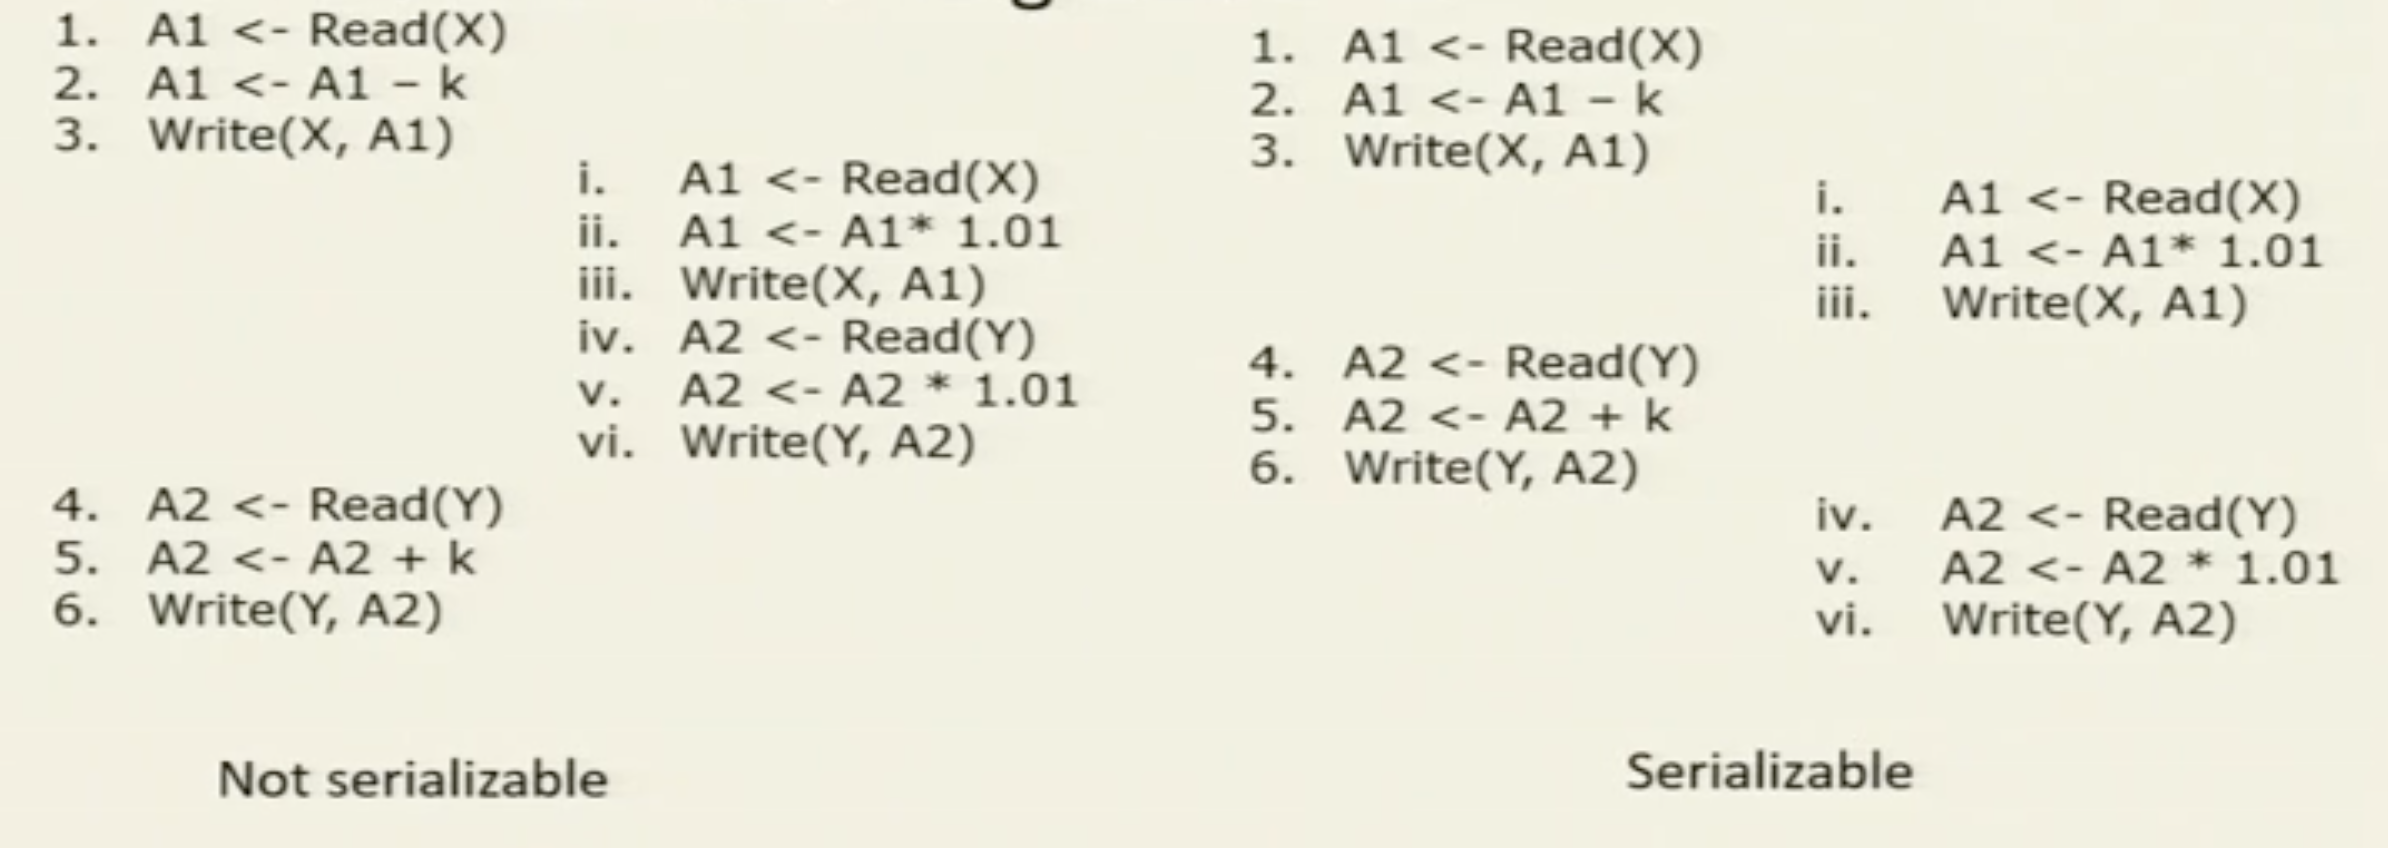 1. A1 <- Read(X)
2. A1 <- A1 – k
3. Write(X, A1)
i. A1 <- Read(X)
ii. A1 <- A1* 1.01
iii. Write(X, A1)
iv. A2 <- Read(Y)
v. A2 <- A2 * 1.01
vi. Write(Y, A2)
4. A2 <- Read(Y)
5. A2 <- A2 + k
6. Write(Y, A2)
Not serializable
1. A1 <- Read(X)
2. A1 <- A1 – k
3. Write(X, A1)
i. A1 <- Read(X)
ii. A1 <- A1* 1.01
iii. Write(X, A1)
4. A2 <- Read(Y)
5. A2 <- A2 + k
6. Write(Y, A2)
iv. A2 <- Read(Y)
v. A2 <- A2 * 1.01
vi. Write(Y, A2)
Serializable